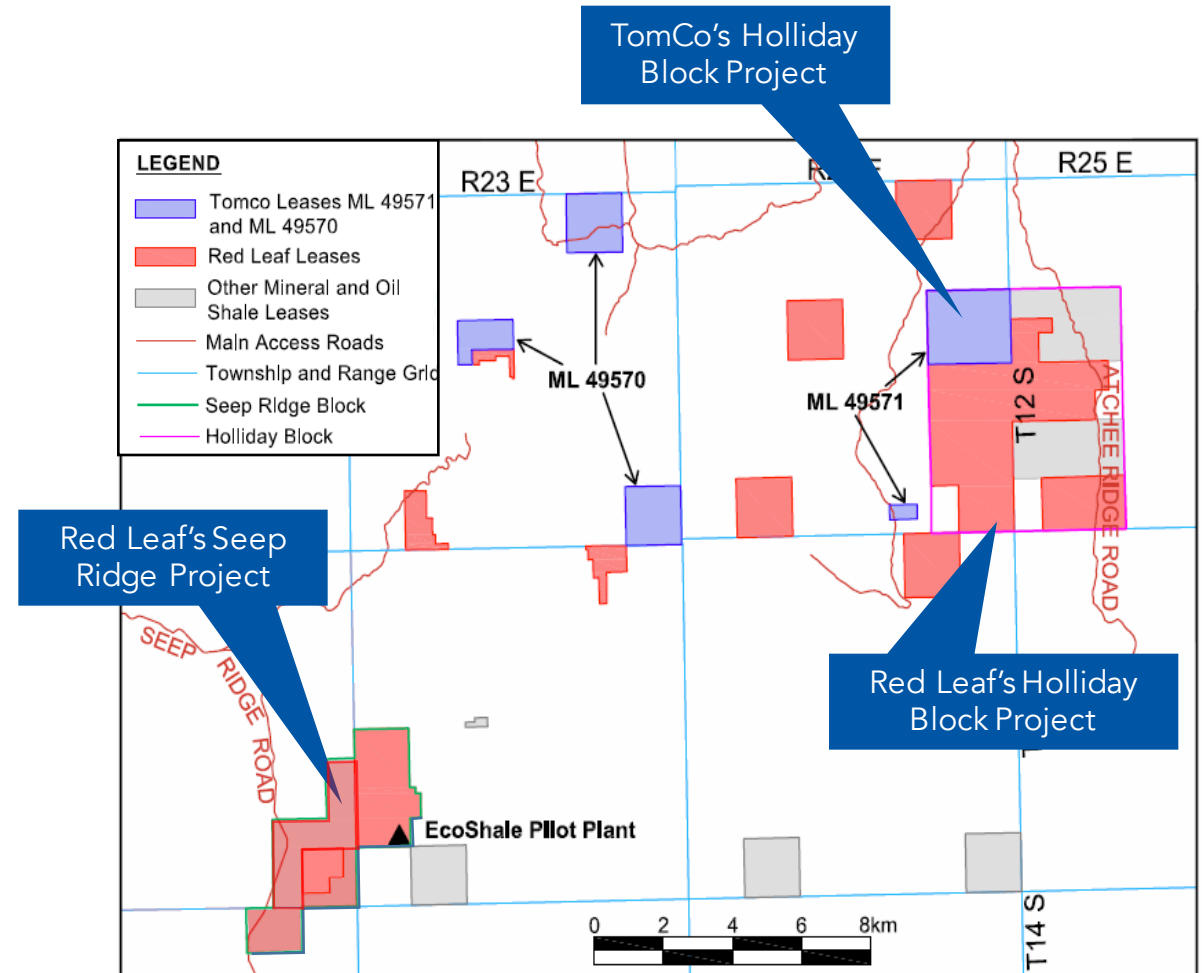 TomCo's Holliday
Block Project
LEGEND
Tomco Leases ML 49571
and ML 49570
Red Leaf Leases
Other Mineral and Oil
Shale Leases
Main Access Roads
Township and Range Grid
Seep Ridge Block
Holliday Block
R23 E
R25 E
ML 49570
ML 49571
T12 S
ATCHEE RIDGE ROAD
Red Leaf's Seep
Ridge Project
SEEP
RIDGE
ROAD
Red Leaf's Holliday
Block Project
EcoShale Pilot Plant
0 2 4 6 8km
T14 S